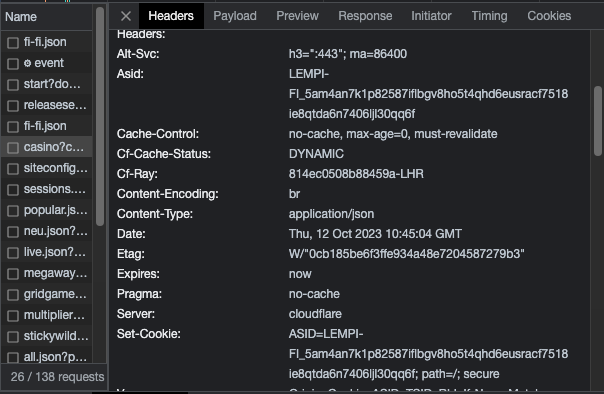 Name
Headers Payload Preview Response Initiator Timing Cookies
Headers:
fi-fi.json
Alt-Svc: h3=":443"; ma=86400
event
Asid: LEMPI-
start?do...
FI_5am4an7k1p82587iflbgv8ho5t4qhd6eusracf7518
releasese...
ie8qtda6n7406ljl30qq6f
fi-fi.json
Cache-Control: no-cache, max-age=0, must-revalidate
casino?c...
Cf-Cache-Status: DYNAMIC
siteconfig...
Cf-Ray: 814ec0508b88459a-LHR
sessions....
Content-Encoding: br
popular.js...
Content-Type: application/json
neu.json?...
Date: Thu, 12 Oct 2023 10:45:04 GMT
live.json?...
Etag: W/"0cb185be6f3ffe934a48e7204587279b3"
megaway...
Expires: now
gridgame...
Pragma: no-cache
multiplier...
Server: cloudflare
stickywild...
Set-Cookie: ASID=LEMPI-
all.json?p...
FI_5am4an7k1p82587iflbgv8ho5t4qhd6eusracf7518
26 / 138 requests
ie8qtda6n7406ljl30qq6f; path=/; secure